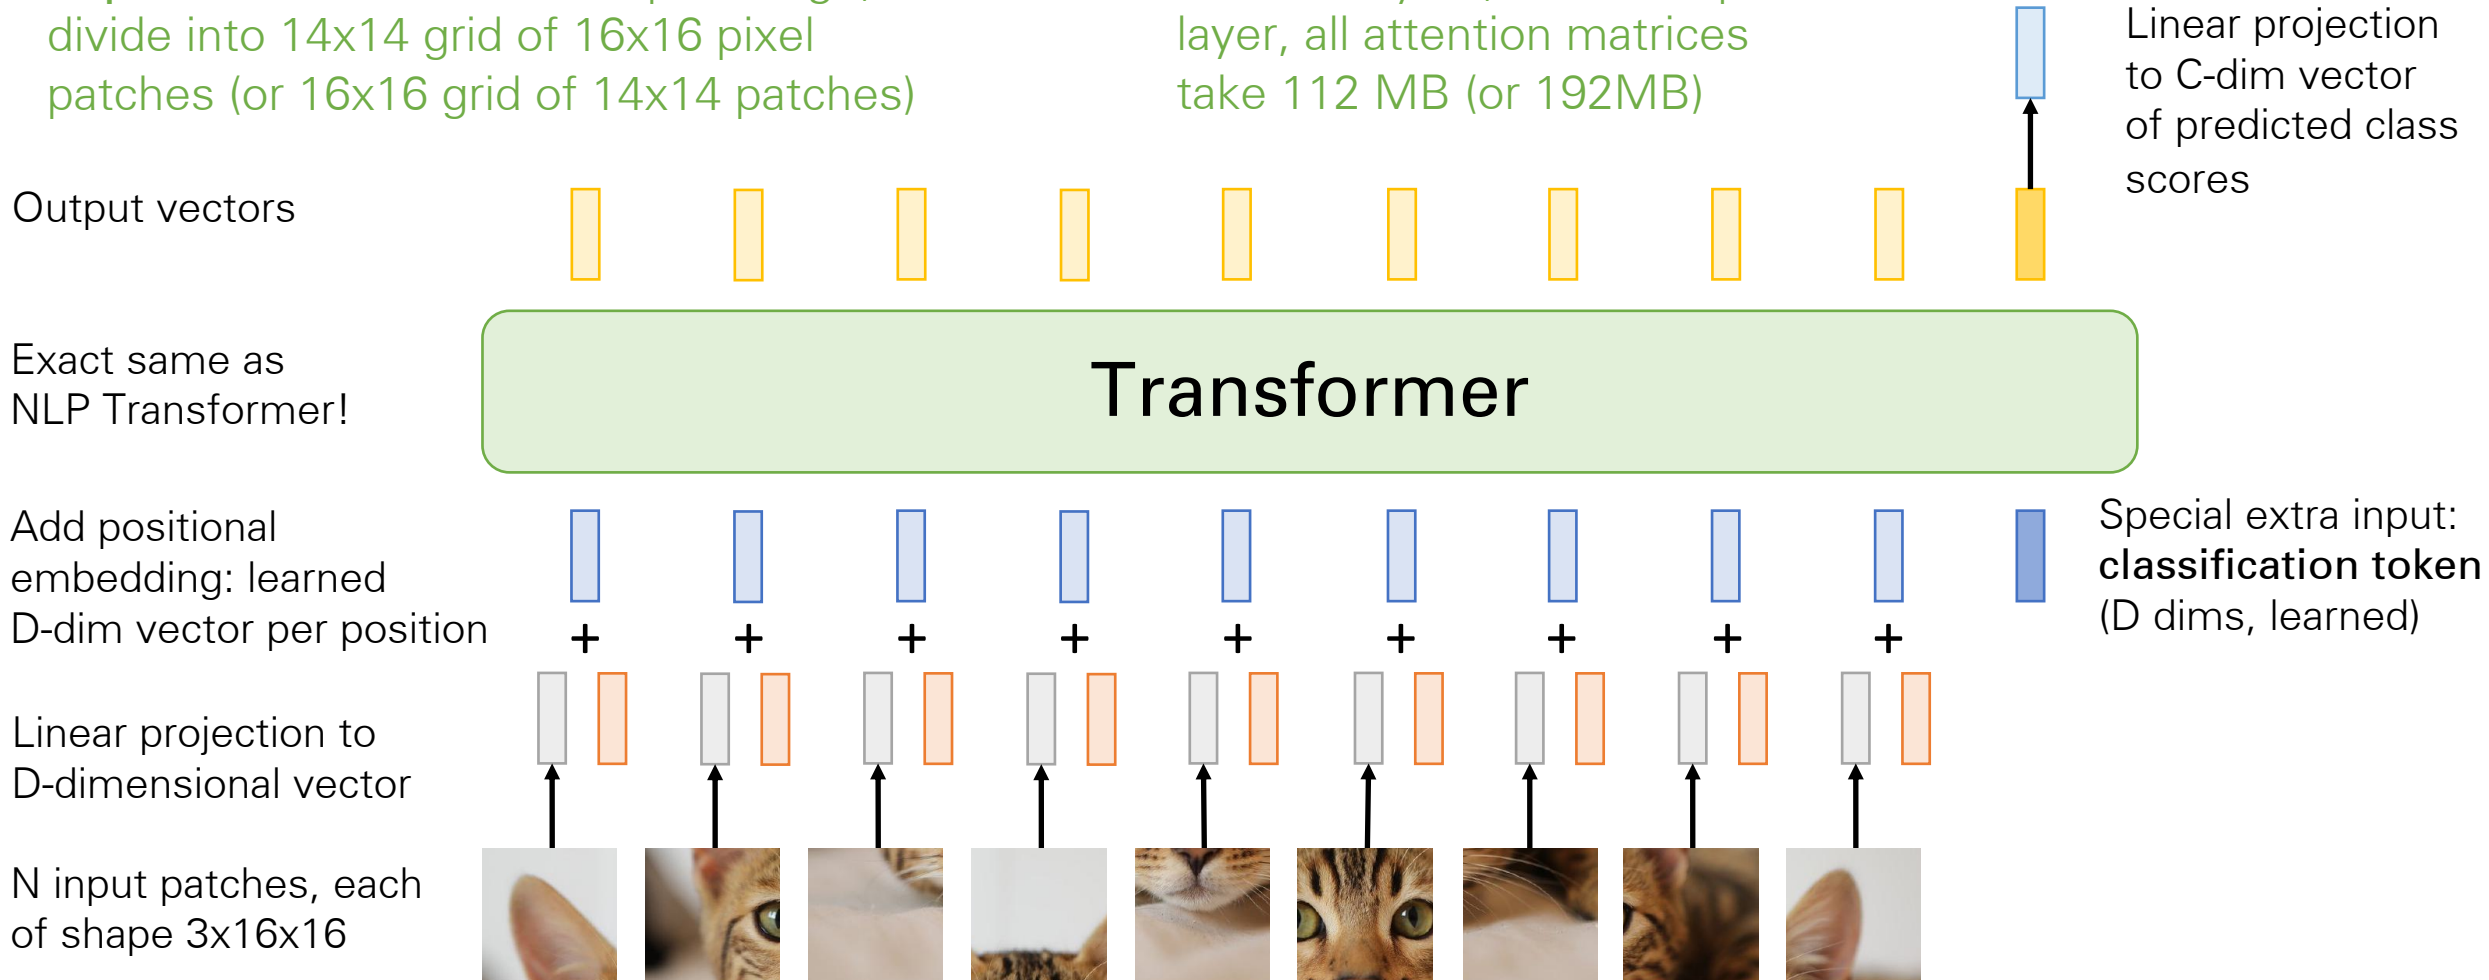 divide into 14x14 grid of 16x16 pixel
patches (or 16x16 grid of 14x14 patches)
layer, all attention matrices
take 112 MB (or 192MB)
Linear projection
to C-dim vector
of predicted class
scores
Output vectors
Exact same as
NLP Transformer!
Transformer
Add positional
embedding: learned
D-dim vector per position
+ + + + + + + + +
Special extra input:
classification token
(D dims, learned)
Linear projection to
D-dimensional vector
N input patches, each
of shape 3x16x16